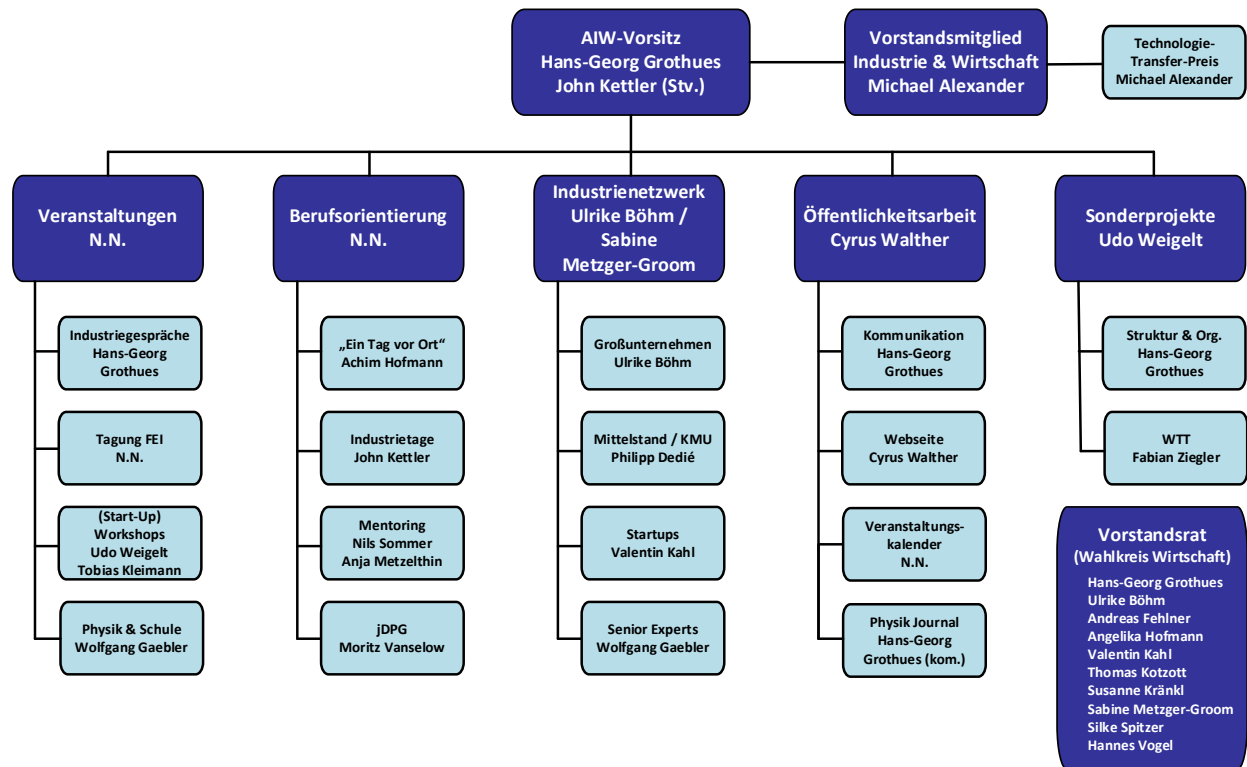 AIW-Vorsitz
Hans-Georg Grothues
John Kettler (Stv.)
Vorstandsmitglied
Industrie & Wirtschaft
Michael Alexander
Technologie-
Transfer-Preis
Michael Alexander
Veranstaltungen
N.N.
Berufsorientierung
N.N.
Industrienetzwerk
Ulrike Böhm /
Sabine
Metzger-Groom
Öffentlichkeitsarbeit
Cyrus Walther
Sonderprojekte
Udo Weigelt
Industriegespräche
Hans-Georg
Grothues
Tagung FEI
N.N.
(Start-Up)
Workshops
Udo Weigelt
Tobias Kleimann
Physik & Schule
Wolfgang Gaebler
„Ein Tag vor Ort“
Achim Hofmann
Industrietage
John Kettler
Mentoring
Nils Sommer
Anja Metzelthin
jDPG
Moritz Vanselow
Großunternehmen
Ulrike Böhm
Mittelstand / KMU
Philipp Dedié
Startups
Valentin Kahl
Senior Experts
Wolfgang Gaebler
Kommunikation
Hans-Georg
Grothues
Webseite
Cyrus Walther
Veranstaltungs-
kalender
N.N.
Physik Journal
Hans-Georg
Grothues (kom.)
Struktur & Org.
Hans-Georg
Grothues
WTT
Fabian Ziegler
Vorstandsrat
(Wahlkreis Wirtschaft)
Hans-Georg Grothues
Ulrike Böhm
Andreas Fehlner
Angelika Hofmann
Valentin Kahl
Thomas Kotzott
Susanne Kränkl
Sabine Metzger-Groom
Silke Spitzer
Hannes Vogel